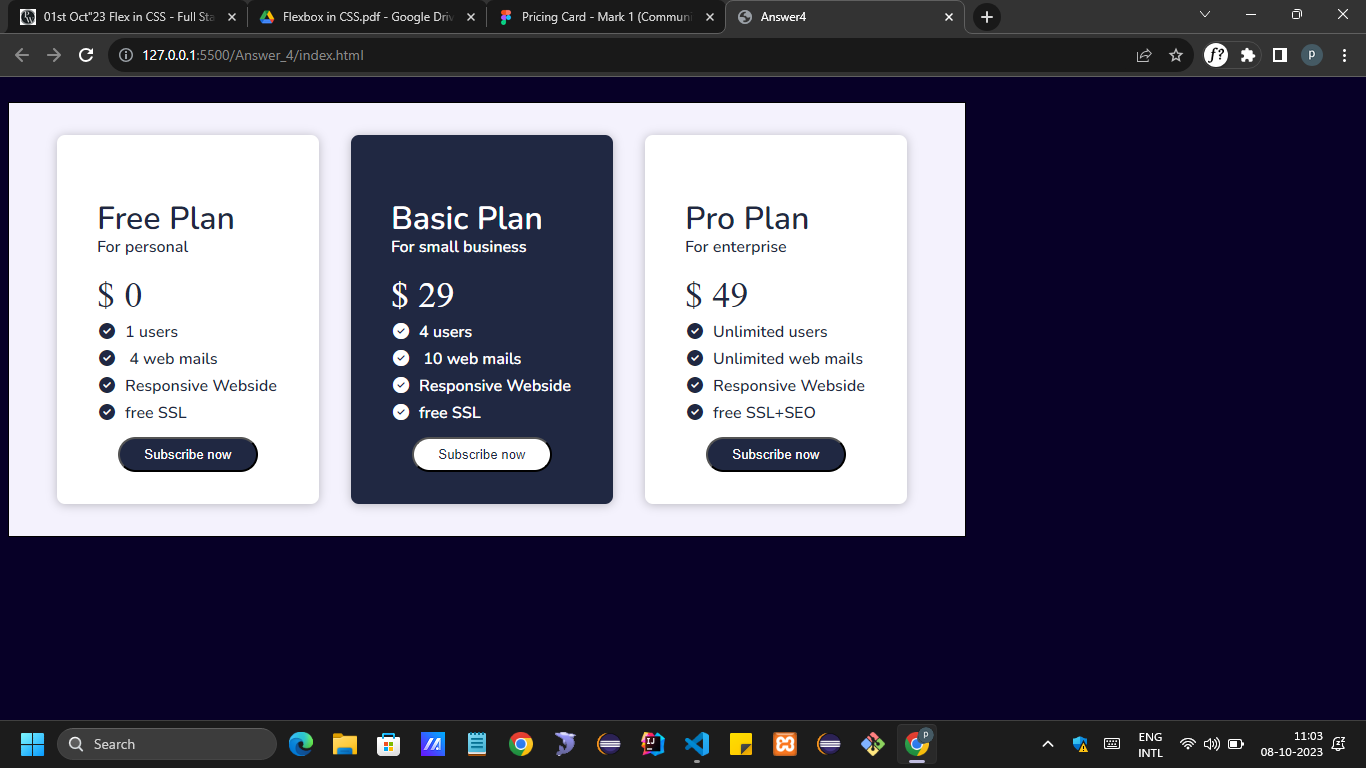 01st Oct"23 Flex in CSS - Full Sta
Flexbox in CSS.pdf - Google Driv
Pricing Card - Mark 1 (Communi
Answer4
127.0.0.1:5500/Answer_4/index.html
f?
p
Free Plan
For personal
$ 0
1 users
4 web mails
Responsive Webside
free SSL
Subscribe now
Basic Plan
For small business
$ 29
4 users
10 web mails
Responsive Webside
free SSL
Subscribe now
Pro Plan
For enterprise
$ 49
Unlimited users
Unlimited web mails
Responsive Webside
free SSL+SEO
Subscribe now
Search
IJ
P
ENG
INTL
11:03
08-10-2023